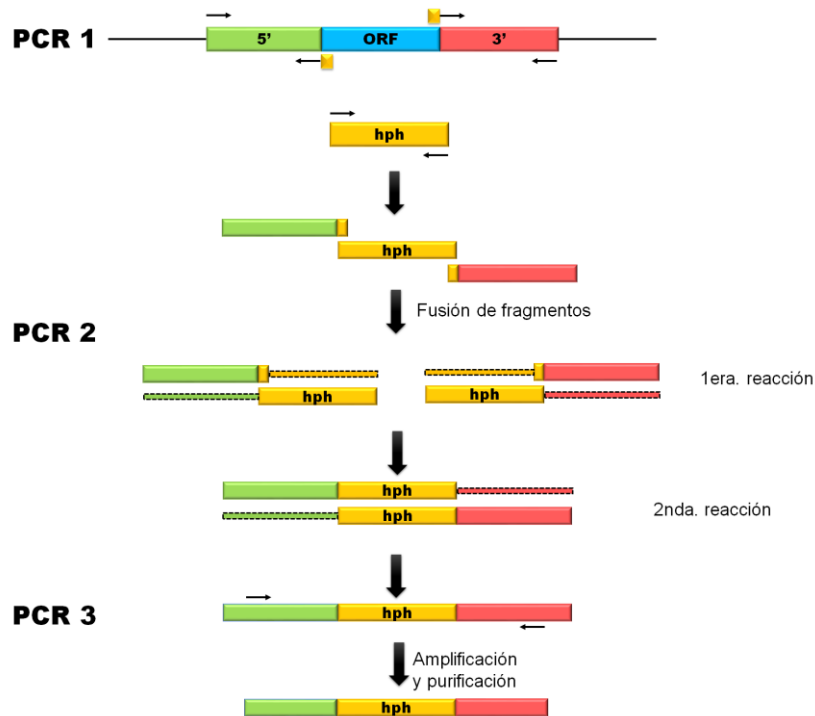 PCR 1
5’
ORF
3’
hph
hph
Fusión de fragmentos
PCR 2
hph
hph
1era. reacción
hph
hph
2nda. reacción
PCR 3
hph
Amplificación
y purificación
hph